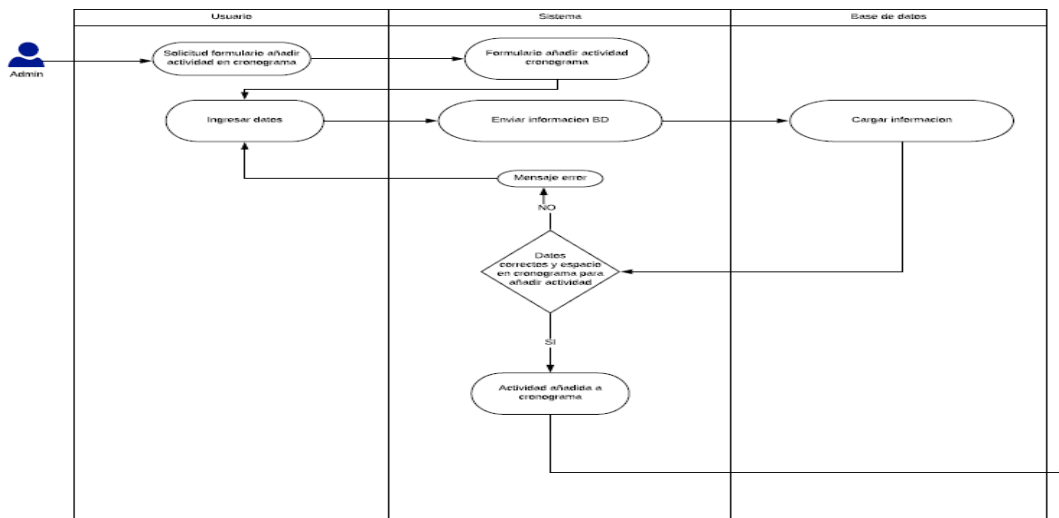 Usuario
Sistema
Base de datos
Admin
Solicitud formulario añadir
actividad en cronograma
Formulario añadir actividad
cronograma
Ingresar datos
Enviar informacion BD
Cargar informacion
Mensaje error
NO
Datos
correctos y espacio
en cronograma para
añadir actividad
SI
Actividad añadida a
cronograma